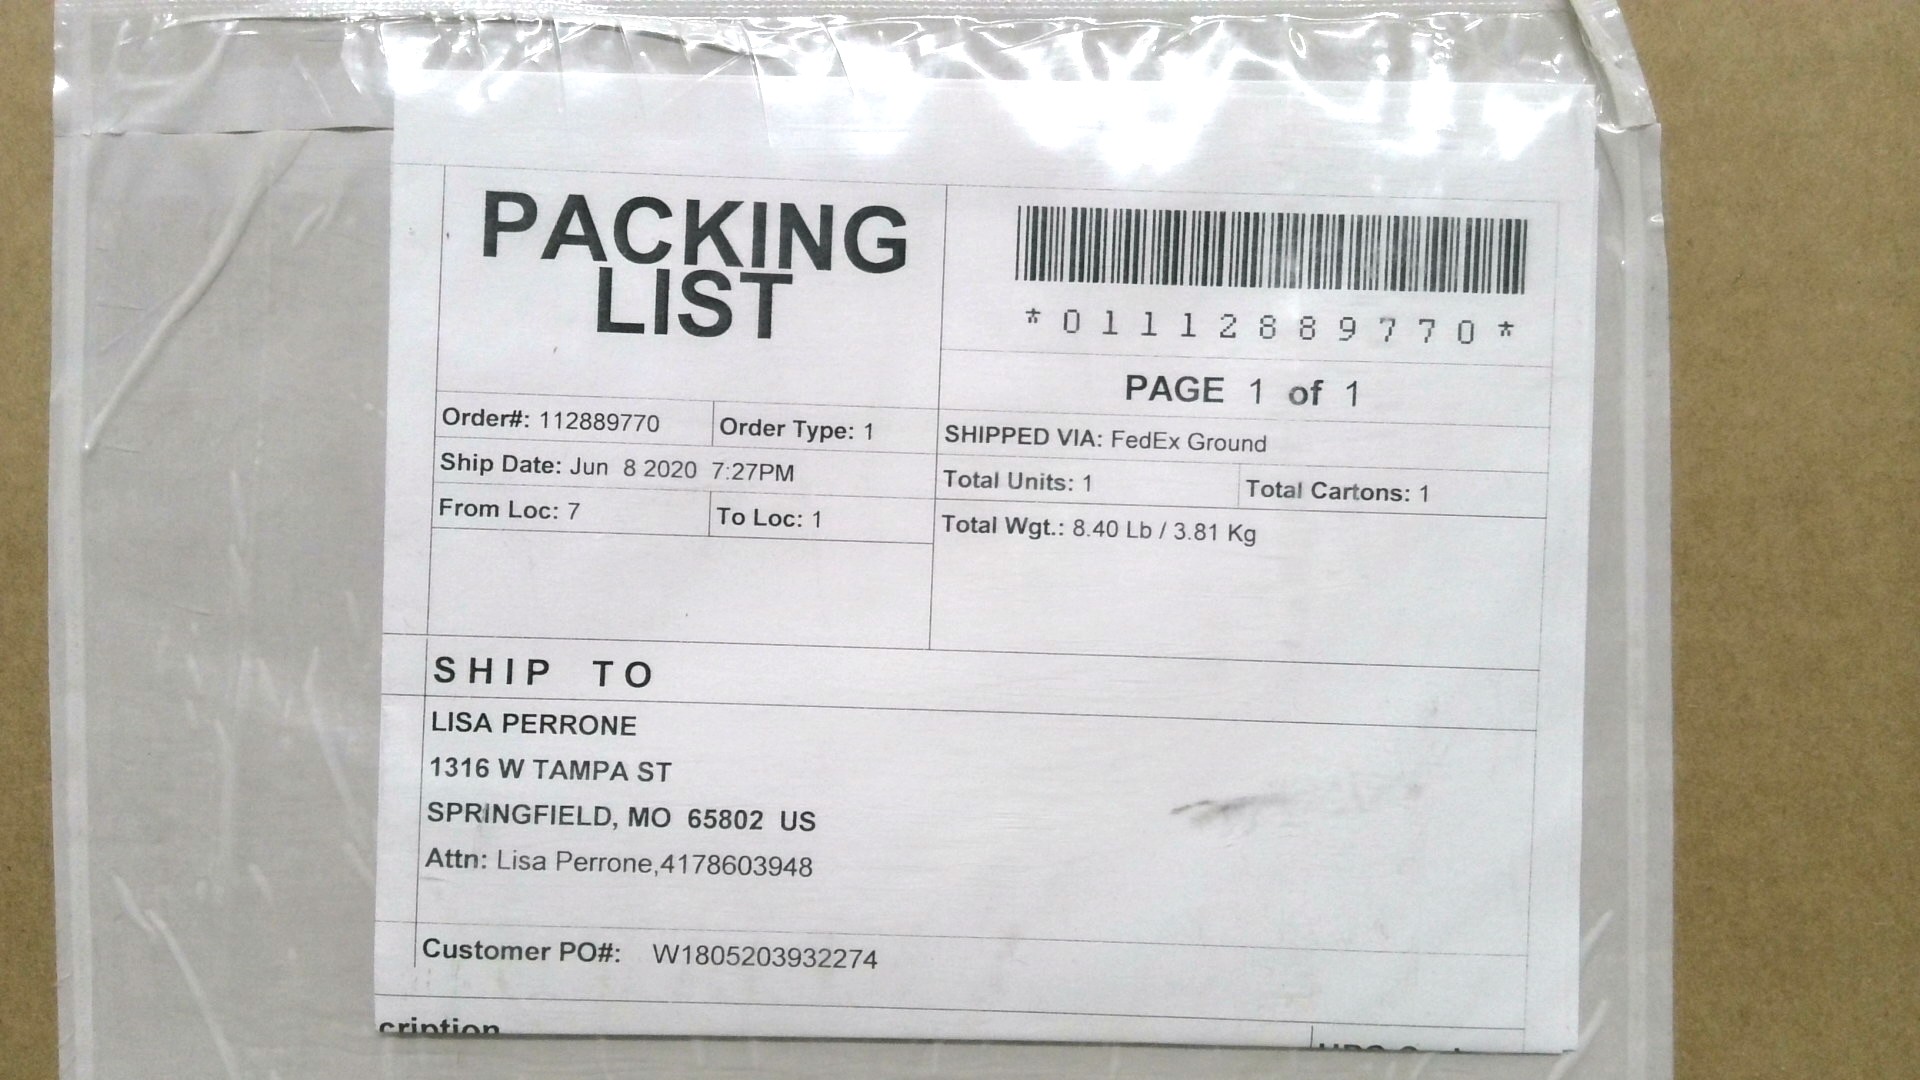 PACKING
LIST
*01112889770*
PAGE 1 of 1
Order#: 112889770
Order Type: 1
SHIPPED VIA: FedEx Ground
Ship Date: Jun 8 2020 7:27PM
Total Units: 1
Total Cartons: 1
From Loc: 7
To Loc: 1
Total Wgt.: 8.40 Lb / 3.81 Kg
SHIP TO
LISA PERRONE
1316 W TAMPA ST
SPRINGFIELD, MO 65802 US
Attn: Lisa Perrone,4178603948
Customer PO#: W1805203932274
cription